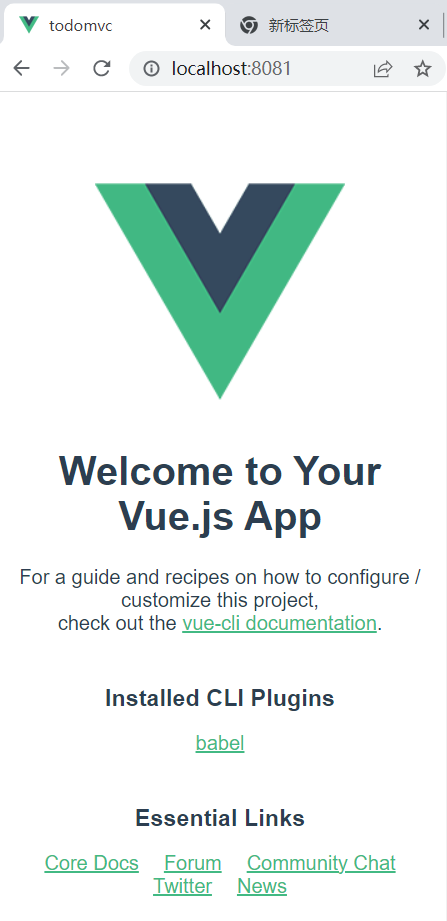 todomvc
新标签页
localhost:8081
Welcome to Your
Vue.js App
For a guide and recipes on how to configure /
customize this project,
check out the vue-cli documentation.
Installed CLI Plugins
babel
Essential Links
Core Docs Forum Community Chat
Twitter News